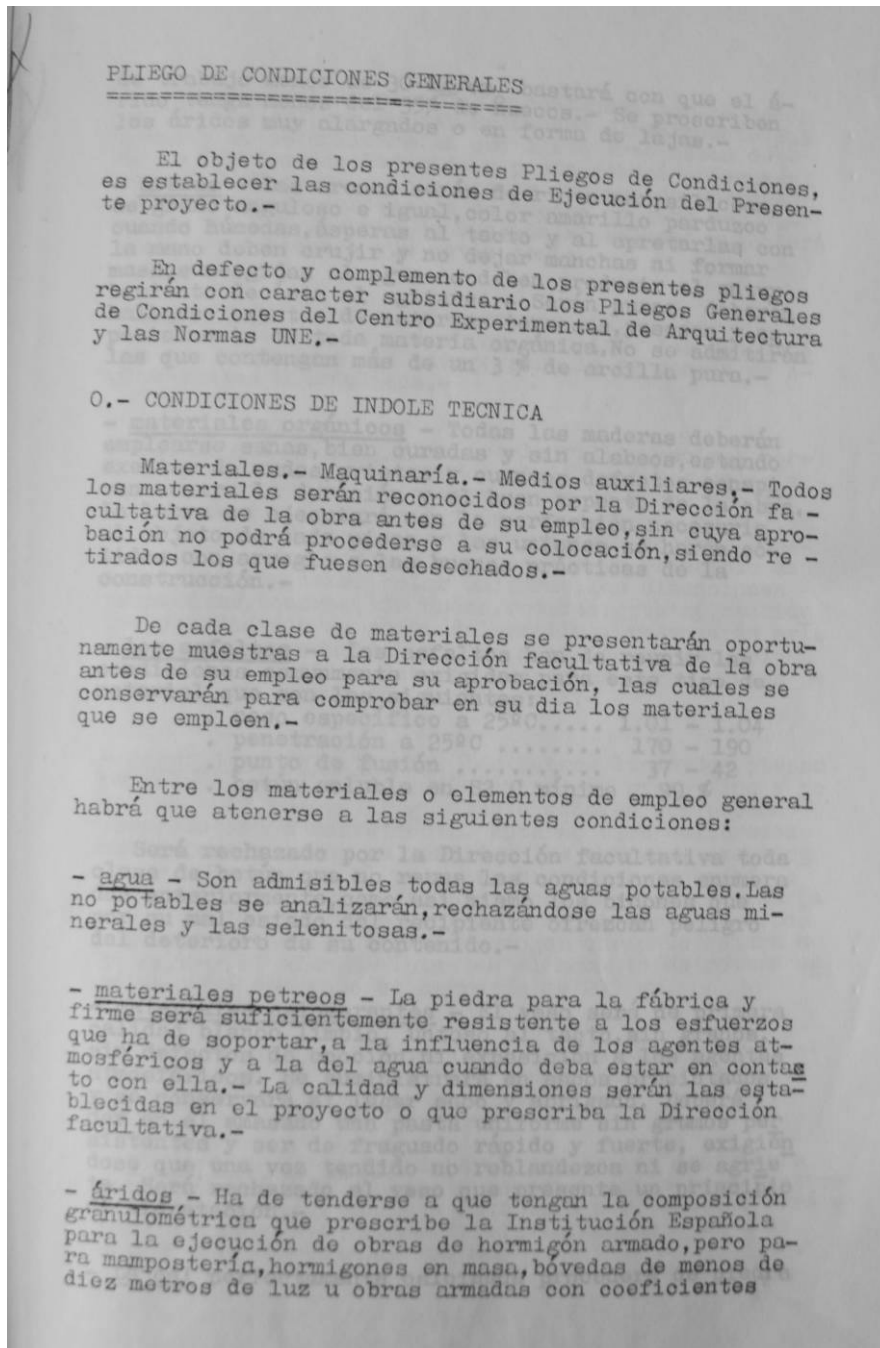 PLIEGO DE CONDICIONES GENERALES
===============================
El objeto de los presentes Pliegos de Condiciones,
es establecer las condiciones de Ejecución del Presen-
te proyecto.-
En defecto y complemento de los presentes pliegos
regirán con caracter subsidiario los Pliegos Generales
de Condiciones del Centro Experimental de Arquitectura
y las Normas UNE.-
O.- CONDICIONES DE INDOLE TECNICA
Materiales.- Maquinaría.- Medios auxiliares.- Todos
los materiales serán reconocidos por la Dirección fa -
cultativa de la obra antes de su empleo,sin cuya apro-
bación no podrá procederse a su colocación,siendo re -
tirados los que fuesen desechados.-
De cada clase de materiales se presentarán oportu-
namente muestras a la Dirección facultativa de la obra
antes de su empleo para su aprobación, las cuales se
conservarán para comprobar en su dia los materiales
que se empleen.-
Entre los materiales o elementos de empleo general
habrá que atenerse a las siguientes condiciones:
- agua - Son admisibles todas las aguas potables.Las
no potables se analizarán,rechazándose las aguas mi-
nerales y las selenitosas.-
- materiales petreos - La piedra para la fábrica y
firme será suficientemente resistente a los esfuerzos
que ha de soportar,a la influencia de los agentes at-
mosféricos y a la del agua cuando deba estar en contac
to con ella.- La calidad y dimensiones serán las esta-
blecidas en el proyecto o que prescriba la Dirección
facultativa.-
- áridos - Ha de tenderse a que tengan la composición
granulométrica que prescribe la Institución Española
para la ejecución de obras de hormigón armado,pero pa-
ra mampostería,hormigones en masa,bóvedas de menos de
diez metros de luz u obras armadas con coeficientes